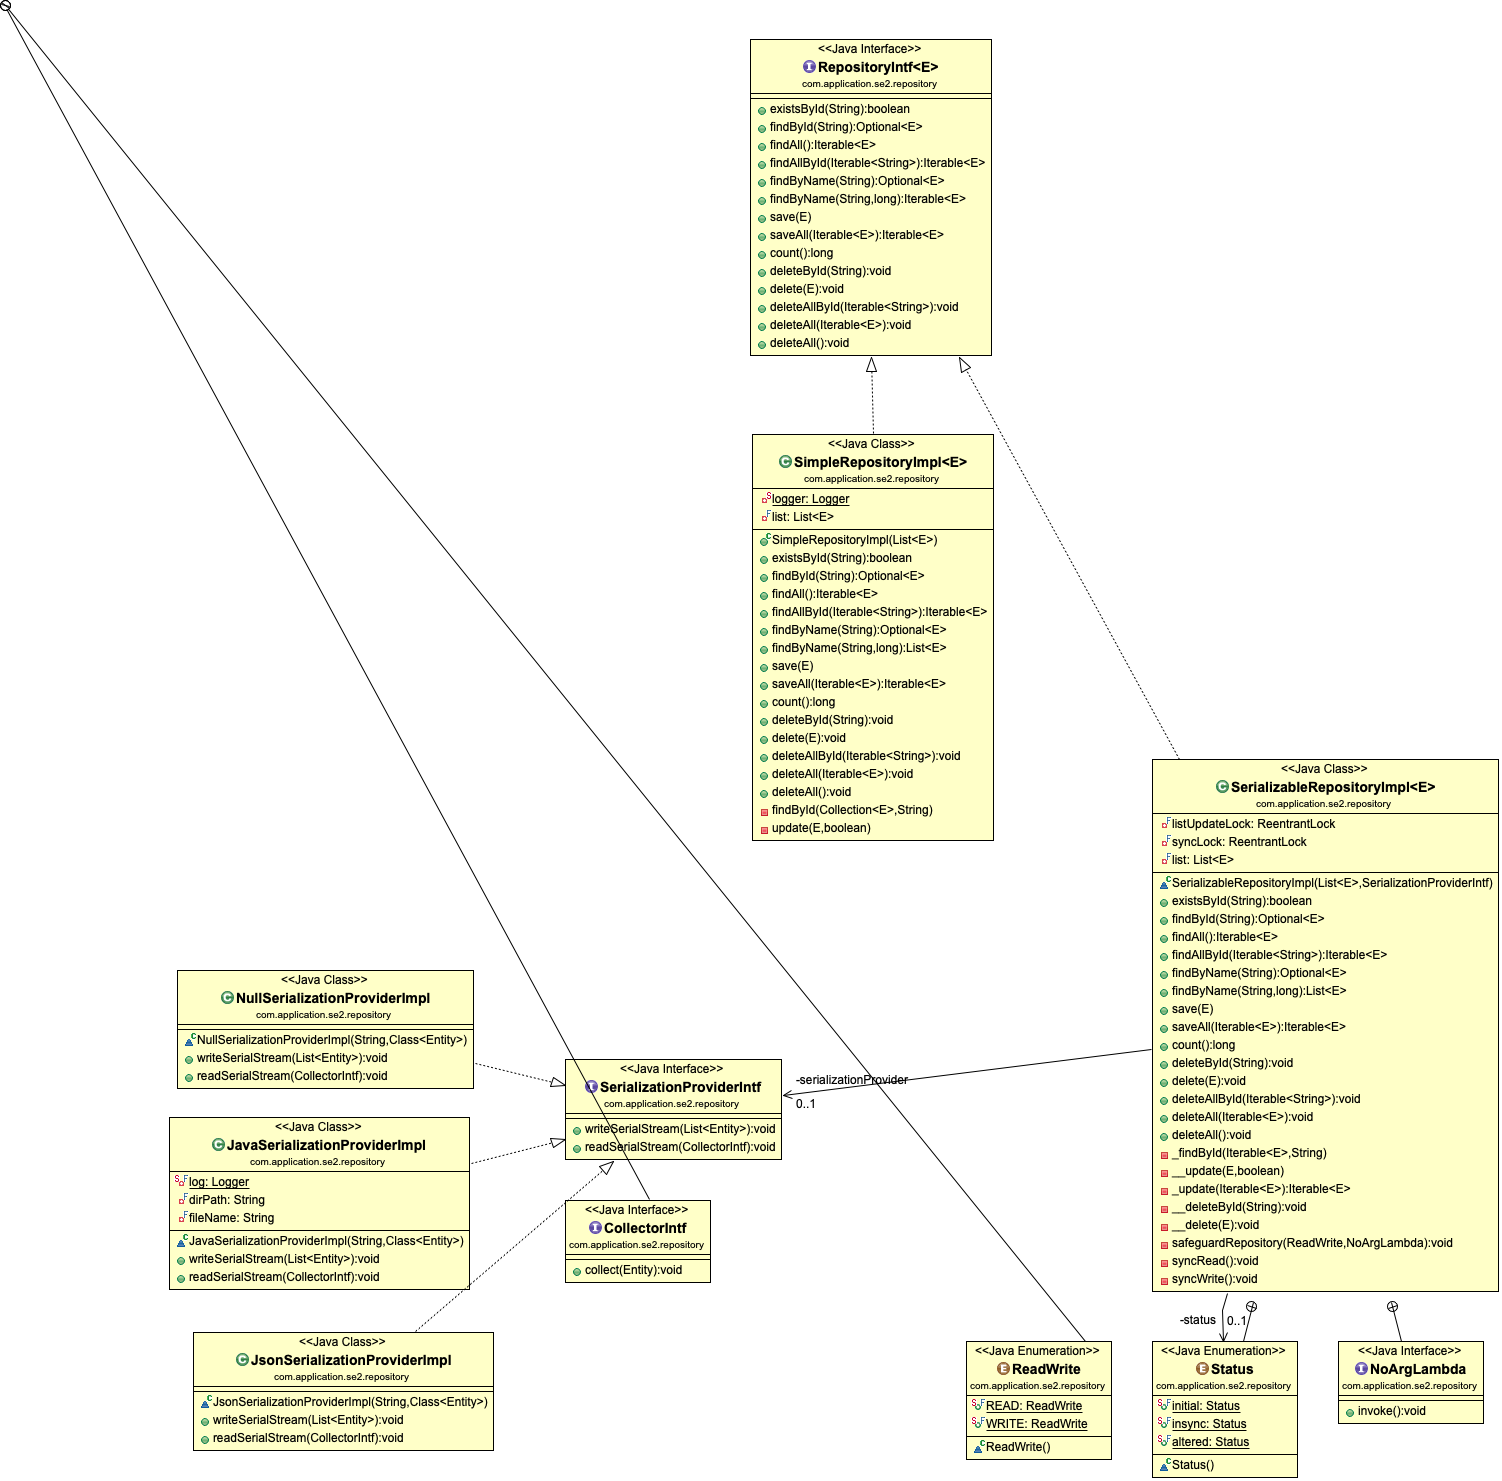 <<Java Interface>>
RepositoryIntf<E>
com.application.se2.repository
existsById(String):boolean
findById(String):Optional<E>
findAll():Iterable<E>
findAllById(Iterable<String>):Iterable<E>
findByName(String):Optional<E>
findByName(String,long):Iterable<E>
save(E)
saveAll(Iterable<E>):Iterable<E>
count():long
deleteById(String):void
delete(E):void
deleteAllById(Iterable<String>):void
deleteAll(Iterable<E>):void
deleteAll():void
<<Java Class>>
SimpleRepositoryImpl<E>
com.application.se2.repository
logger: Logger
list: List<E>
SimpleRepositoryImpl(List<E>)
existsById(String):boolean
findById(String):Optional<E>
findAll():Iterable<E>
findAllById(Iterable<String>):Iterable<E>
findByName(String):Optional<E>
findByName(String,long):List<E>
save(E)
saveAll(Iterable<E>):Iterable<E>
count():long
deleteById(String):void
delete(E):void
deleteAllById(Iterable<String>):void
deleteAll(Iterable<E>):void
deleteAll():void
findById(Collection<E>,String)
update(E,boolean)
<<Java Class>>
SerializableRepositoryImpl<E>
com.application.se2.repository
listUpdateLock: ReentrantLock
syncLock: ReentrantLock
list: List<E>
SerializableRepositoryImpl(List<E>,SerializationProviderIntf)
existsById(String):boolean
findById(String):Optional<E>
findAll():Iterable<E>
findAllById(Iterable<String>):Iterable<E>
findByName(String):Optional<E>
findByName(String,long):List<E>
save(E)
saveAll(Iterable<E>):Iterable<E>
count():long
deleteById(String):void
delete(E):void
deleteAllById(Iterable<String>):void
deleteAll(Iterable<E>):void
deleteAll():void
_findById(Iterable<E>,String)
__update(E,boolean)
_update(Iterable<E>):Iterable<E>
__deleteById(String):void
__delete(E):void
safeguardRepository(ReadWrite,NoArgLambda):void
syncRead():void
syncWrite():void
<<Java Class>>
NullSerializationProviderImpl
com.application.se2.repository
NullSerializationProviderImpl(String,Class<Entity>)
writeSerialStream(List<Entity>):void
readSerialStream(CollectorIntf):void
<<Java Interface>>
SerializationProviderIntf
com.application.se2.repository
writeSerialStream(List<Entity>):void
readSerialStream(CollectorIntf):void
-serializationProvider
0..1
<<Java Class>>
JavaSerializationProviderImpl
com.application.se2.repository
log: Logger
dirPath: String
fileName: String
JavaSerializationProviderImpl(String,Class<Entity>)
writeSerialStream(List<Entity>):void
readSerialStream(CollectorIntf):void
<<Java Interface>>
CollectorIntf
com.application.se2.repository
collect(Entity):void
<<Java Class>>
JsonSerializationProviderImpl
com.application.se2.repository
JsonSerializationProviderImpl(String,Class<Entity>)
writeSerialStream(List<Entity>):void
readSerialStream(CollectorIntf):void
-status
0..1
<<Java Enumeration>>
ReadWrite
com.application.se2.repository
READ: ReadWrite
WRITE: ReadWrite
ReadWrite()
<<Java Enumeration>>
Status
com.application.se2.repository
initial: Status
insync: Status
altered: Status
Status()
<<Java Interface>>
NoArgLambda
com.application.se2.repository
invoke():void